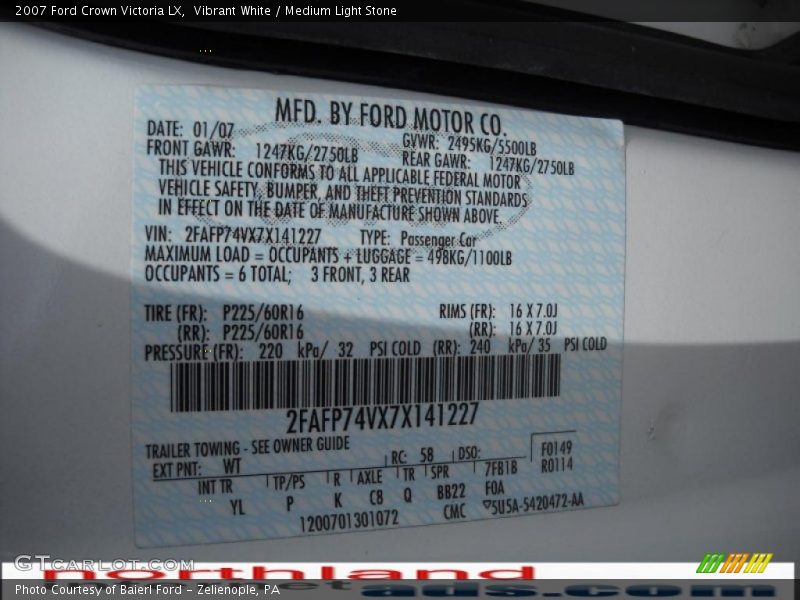 2007 Ford Crown Victoria LX, Vibrant White / Medium Light Stone
MFD. BY FORD MOTOR CO.
DATE: 01/07 GVWR: 2495KG/5500LB
FRONT GAWR: 1247KG/2750LB REAR GAWR: 1247KG/2750LB
THIS VEHICLE CONFORMS TO ALL APPLICABLE FEDERAL MOTOR
VEHICLE SAFETY, BUMPER, AND THEFT PREVENTION STANDARDS
IN EFFECT ON THE DATE OF MANUFACTURE SHOWN ABOVE.
VIN: 2FAFP74VX7X141227 TYPE: Passenger Car
MAXIMUM LOAD = OCCUPANTS + LUGGAGE = 498KG/1100LB
OCCUPANTS = 6 TOTAL; 3 FRONT, 3 REAR
TIRE (FR): P225/60R16 RIMS (FR): 16 X 7.0J
(RR): P225/60R16 (RR): 16 X 7.0J
PRESSURE (FR): 220 kPa/ 32 PSI COLD (RR): 240 kPa/ 35 PSI COLD
2FAFP74VX7X141227
TRAILER TOWING - SEE OWNER GUIDE
EXT PNT: WT RC: 58 DSO: F0149
R0114
INT TR TP/PS R AXLE TR SPR 7FB1B
YL P K C8 Q BB22 FOA
1200701301072 CMC 5U5A-5420472-AA
GTCarLot.com
northland
ads.com
Photo Courtesy of Baierl Ford - Zelienople, PA